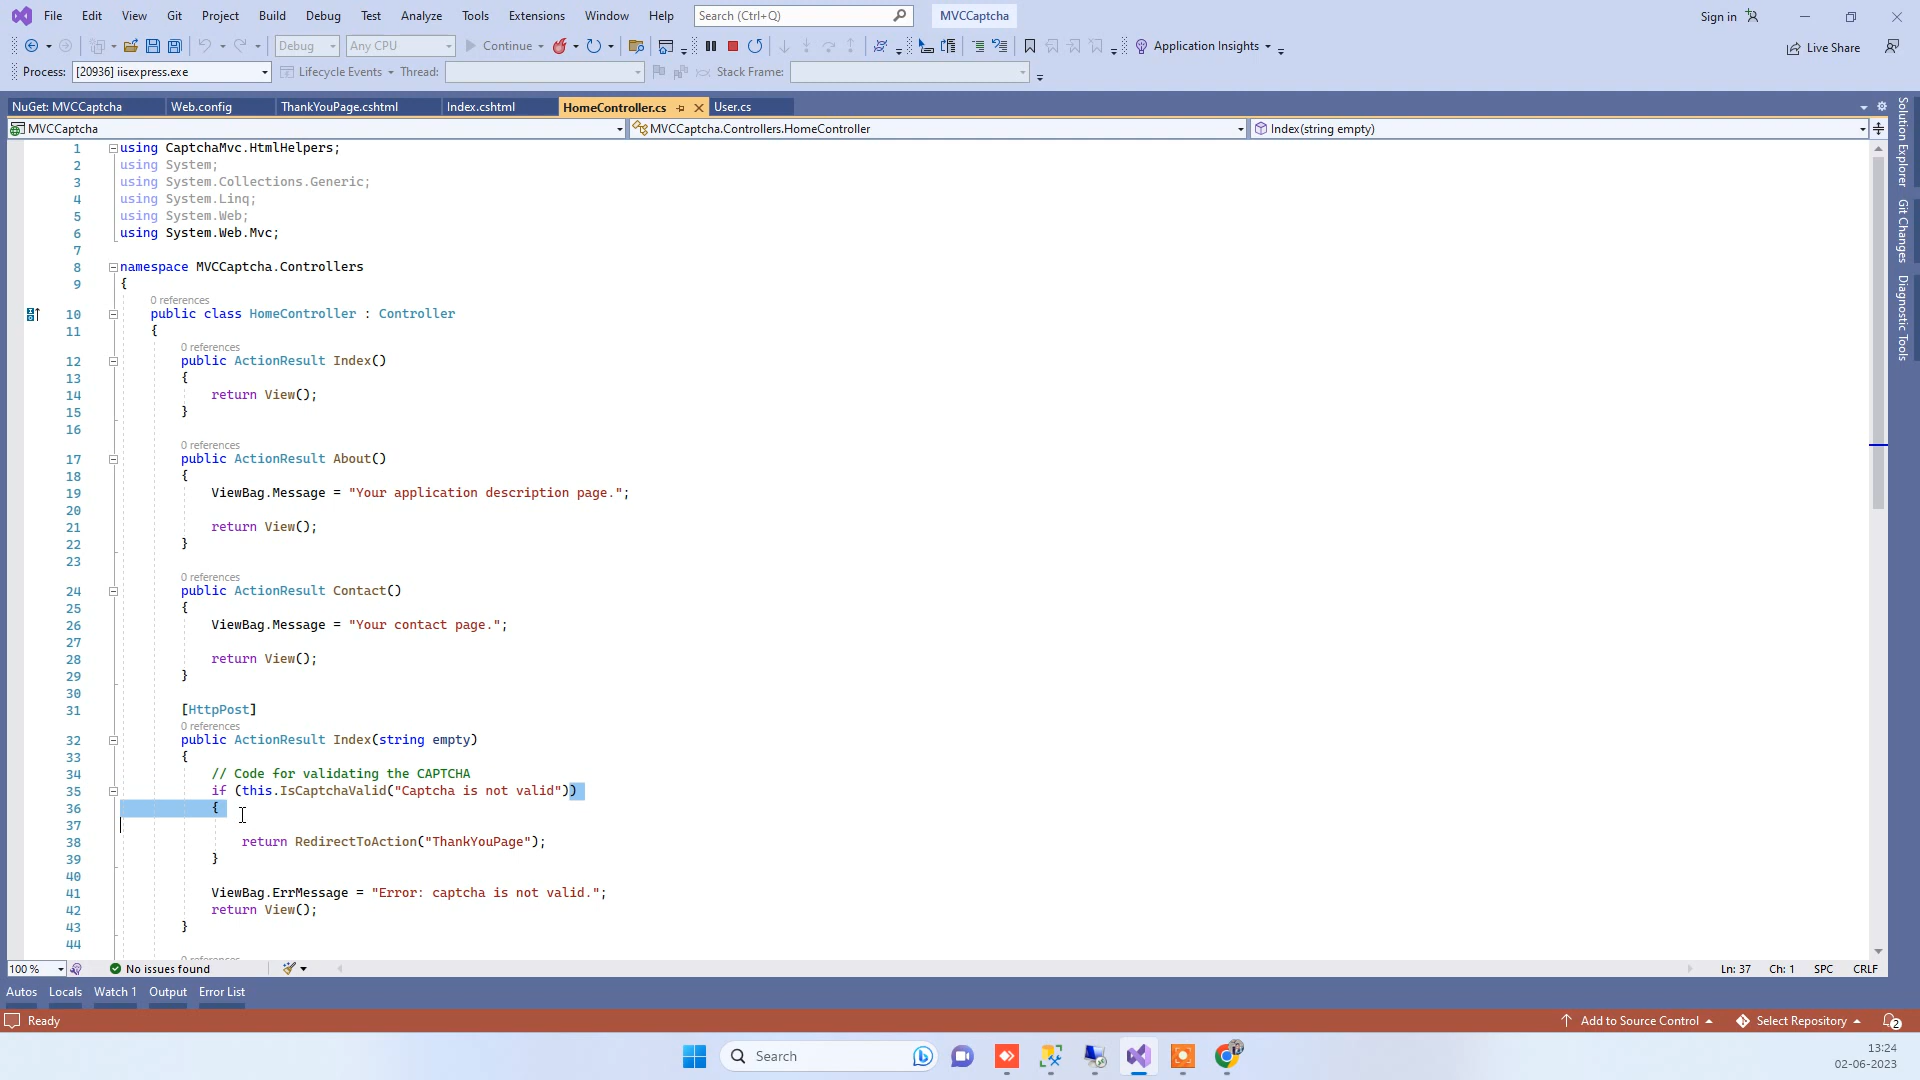 File Edit View Git Project Build Debug Test Analyze Tools Extensions Window Help Search (Ctrl+Q) MVCCaptcha Sign in
Debug Any CPU Continue Application Insights Live Share
Process: [20936] iisexpress.exe Lifecycle Events Thread: Stack Frame:
NuGet: MVCCaptcha Web.config ThankYouPage.cshtml Index.cshtml HomeController.cs User.cs
MVCCaptcha MVCCaptcha.Controllers.HomeController Index(string empty)
1 using CaptchaMvc.HtmlHelpers;
2 using System;
3 using System.Collections.Generic;
4 using System.Linq;
5 using System.Web;
6 using System.Web.Mvc;
7
8 namespace MVCCaptcha.Controllers
9 {
0 references
10 public class HomeController : Controller
11 {
0 references
12 public ActionResult Index()
13 {
14 return View();
15 }
16
0 references
17 public ActionResult About()
18 {
19 ViewBag.Message = "Your application description page.";
20
21 return View();
22 }
23
0 references
24 public ActionResult Contact()
25 {
26 ViewBag.Message = "Your contact page.";
27
28 return View();
29 }
30
31 [HttpPost]
0 references
32 public ActionResult Index(string empty)
33 {
34 // Code for validating the CAPTCHA
35 if (this.IsCaptchaValid("Captcha is not valid"))
36 {
37
38 return RedirectToAction("ThankYouPage");
39 }
40
41 ViewBag.ErrMessage = "Error: captcha is not valid.";
42 return View();
43 }
44
0 references
Solution Explorer
Git Changes
Diagnostic Tools
100 % No issues found Ln: 37 Ch: 1 SPC CRLF
Autos Locals Watch 1 Output Error List
Ready Add to Source Control Select Repository 2
Search
13:24
02-06-2023